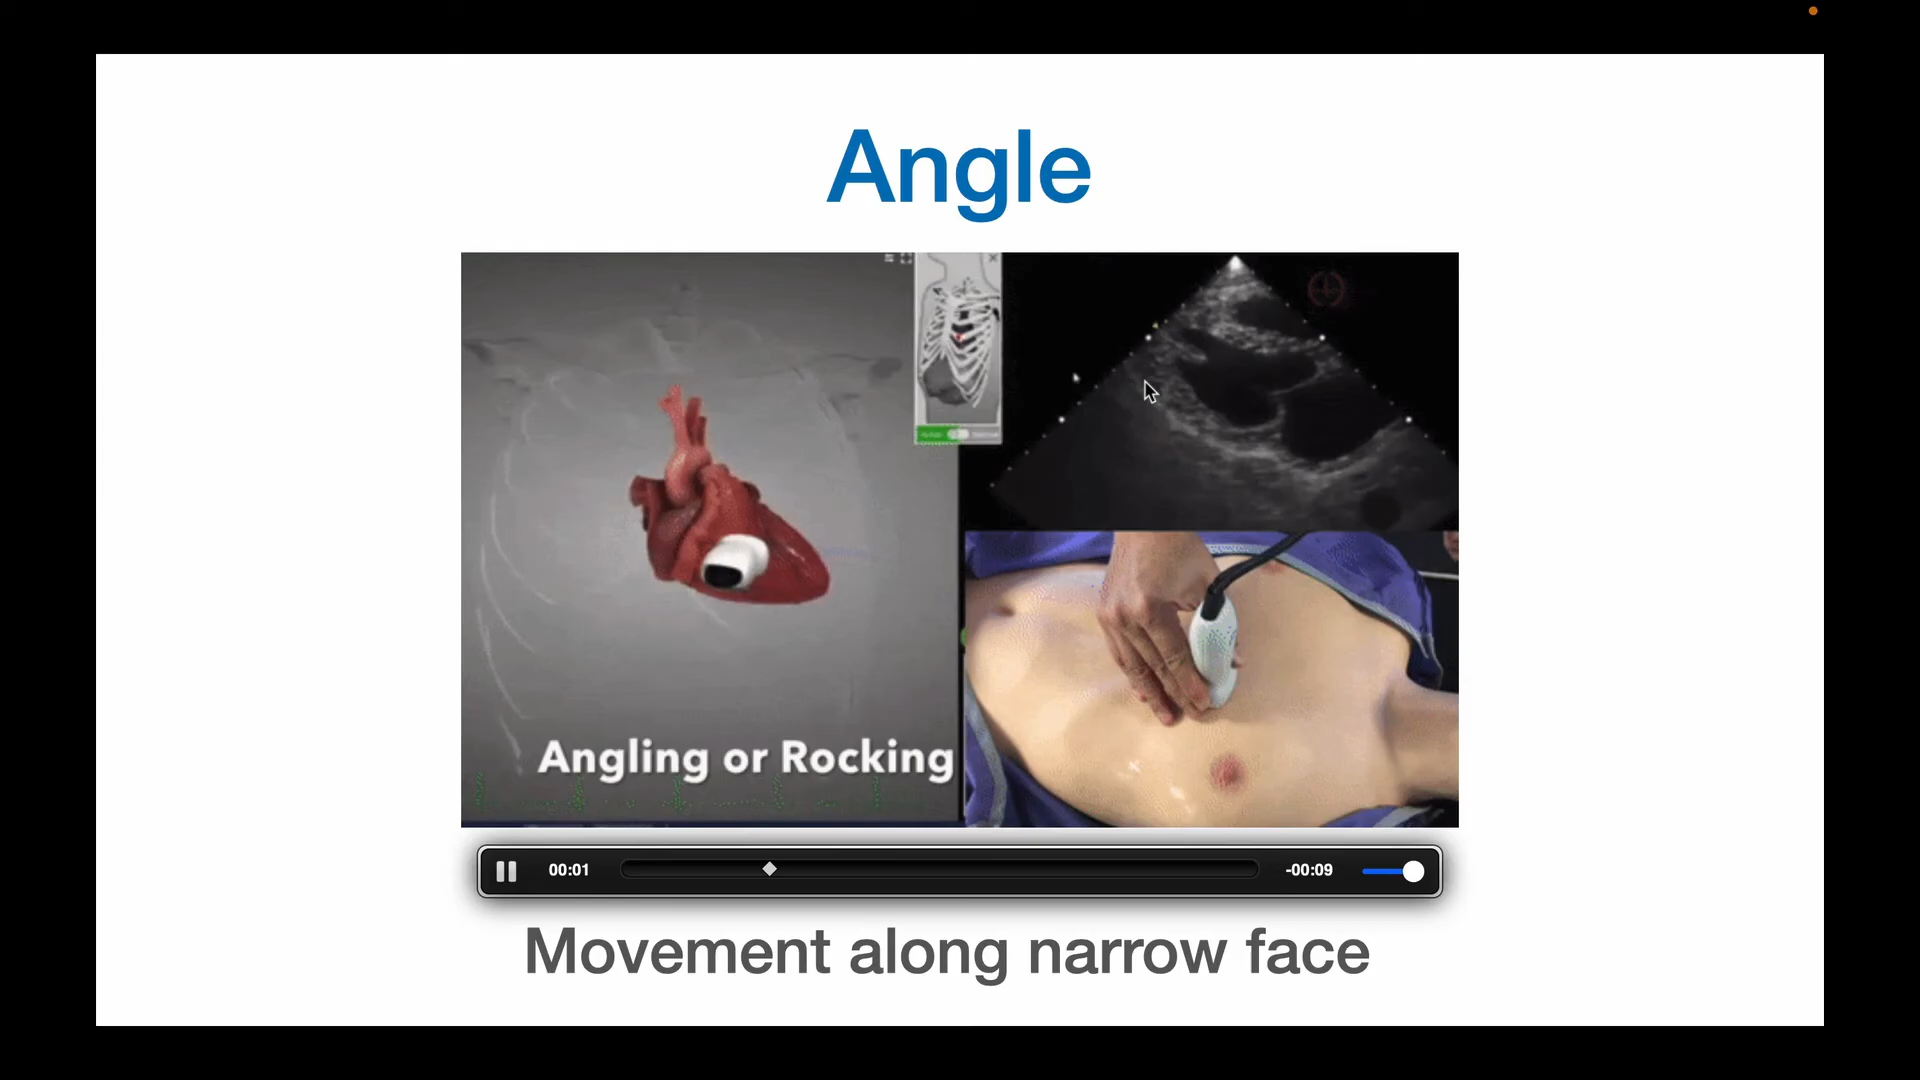 Angle
Angling or Rocking
00:01
-00:09
Movement along narrow face